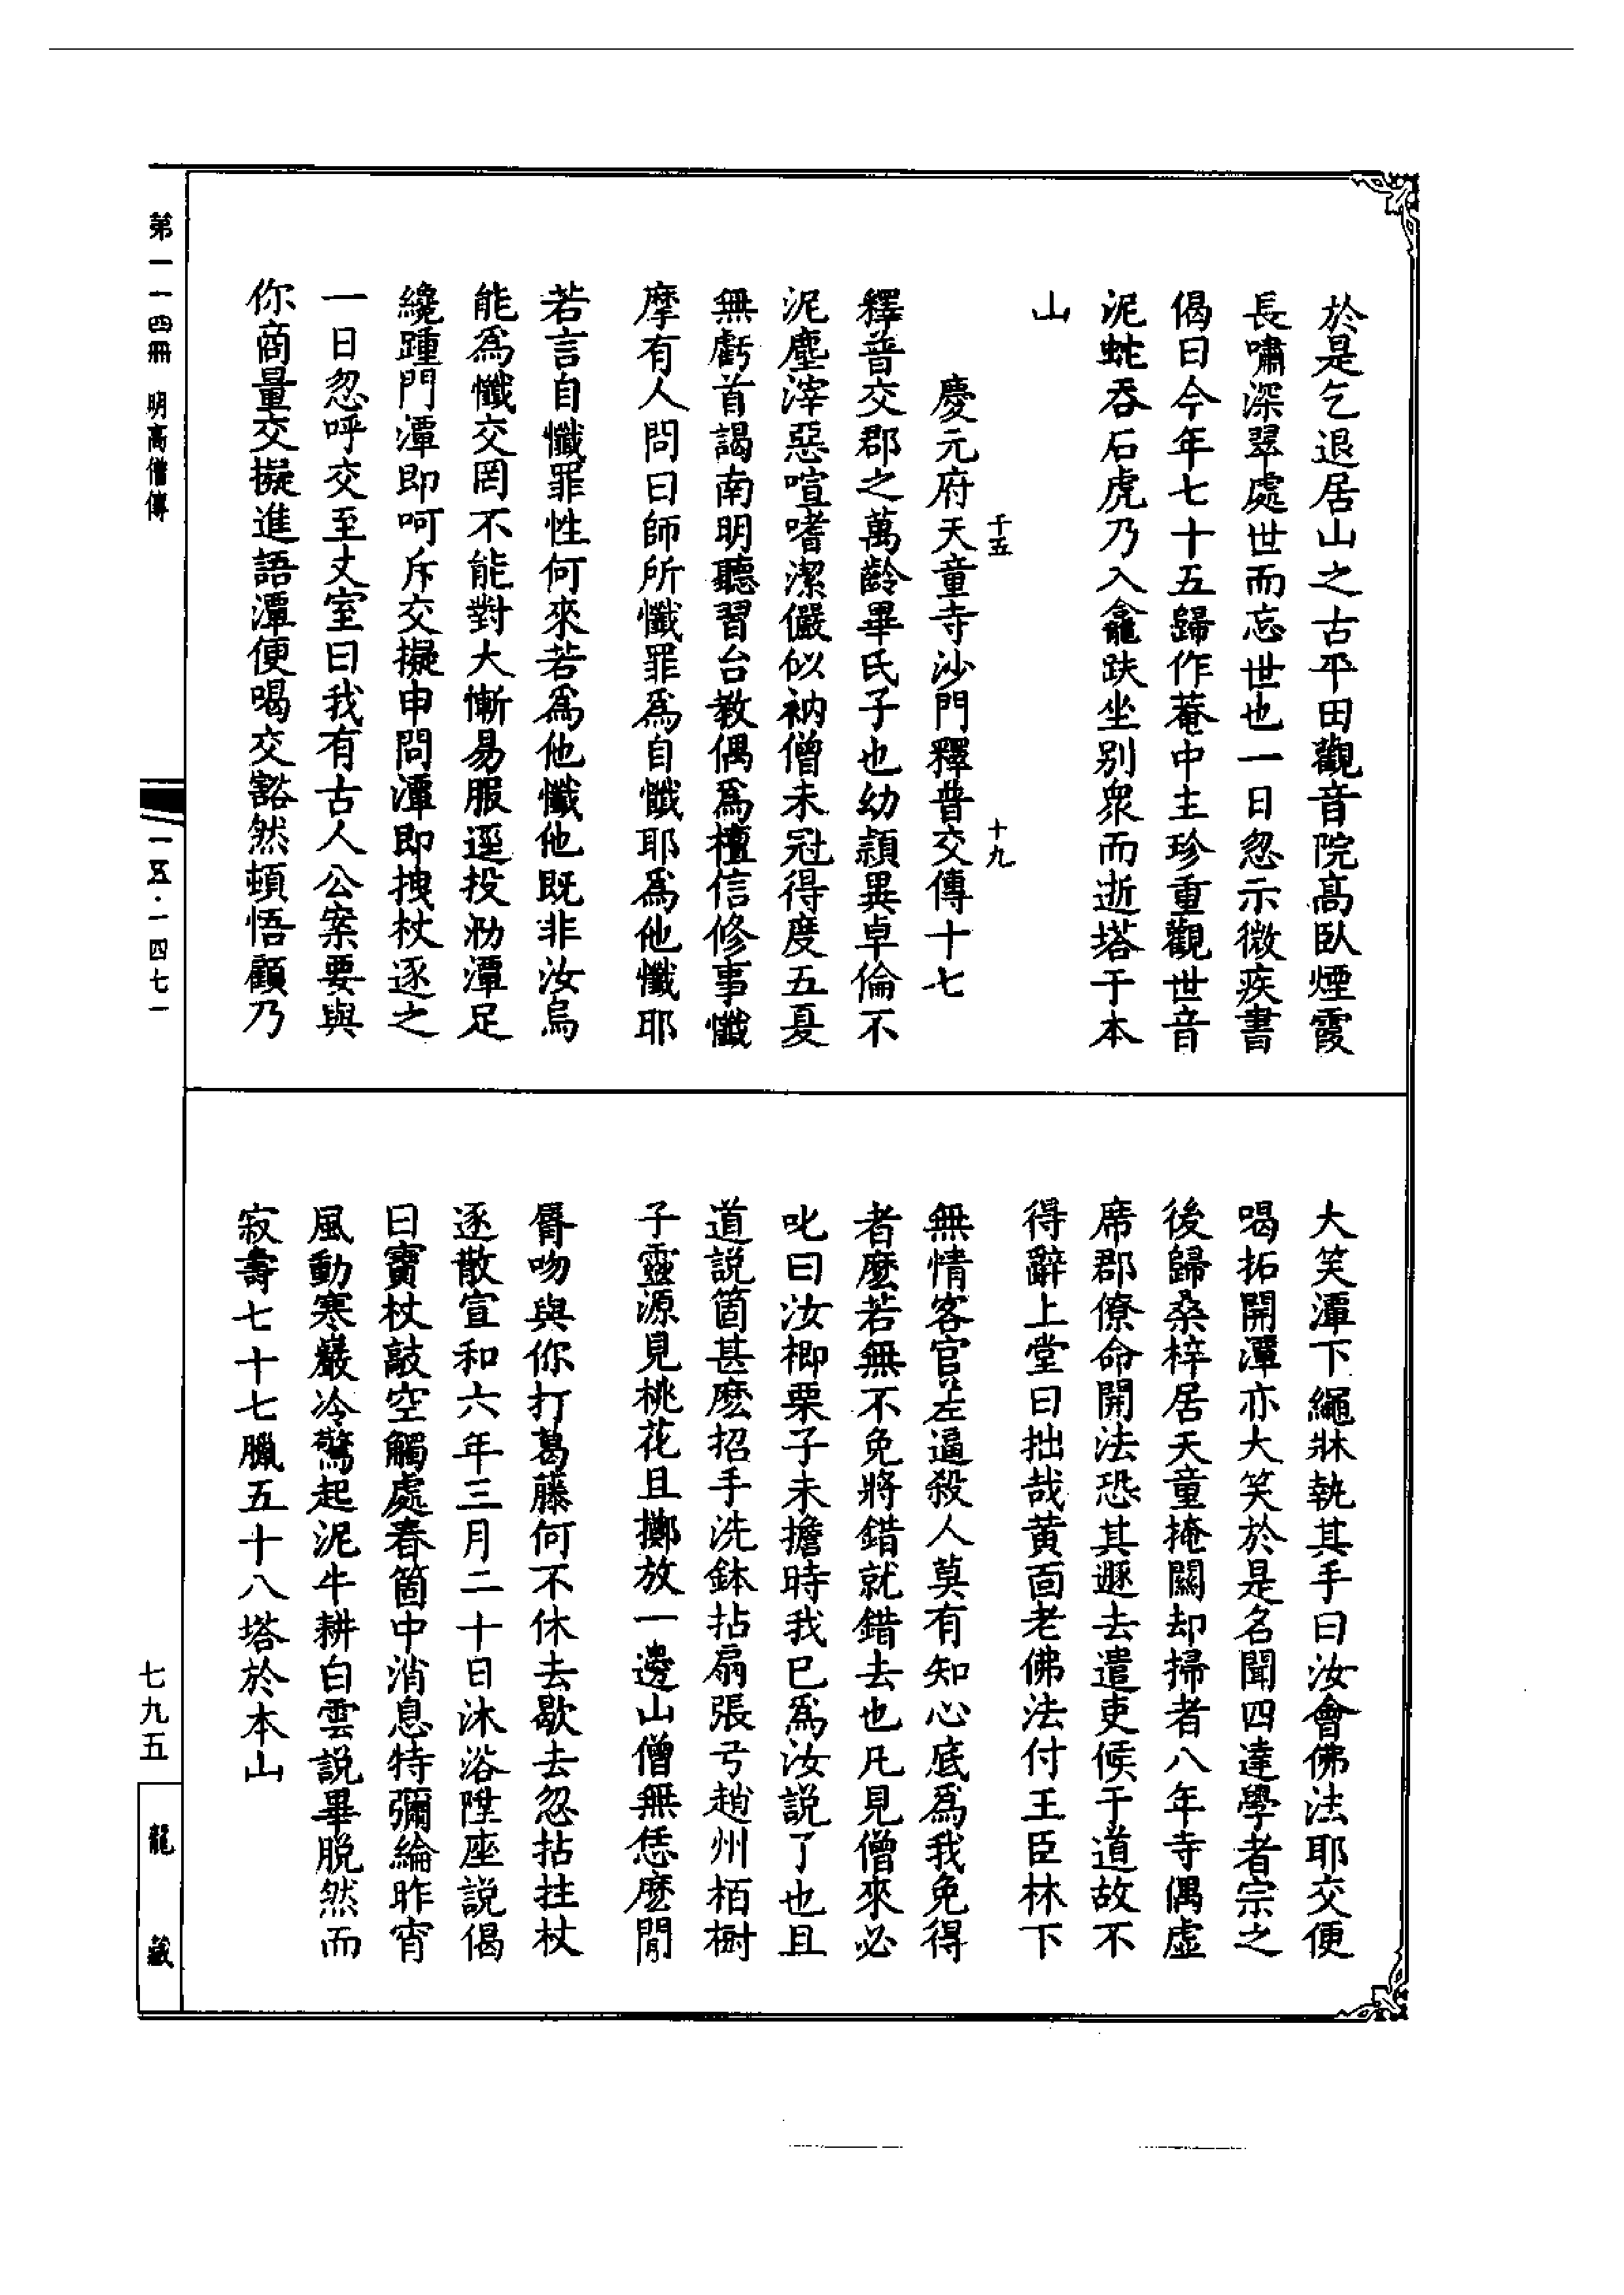 於是乞退居山之古平田觀音院高臥煙霞
長嘯深翠處世而忘世也一日忽示微疾書
偈曰今年七十五歸作菴中主珍重觀世音
泥蛇吞石虎乃入龕趺坐别衆而逝塔于本
山
千五　十九
慶元府天童寺沙門釋普交傳十七
釋普交郡之萬齡畢氏子也幼頴異卓倫不
泥塵滓惡喧嗜潔儼似衲僧未冠得度五夏
無虧首謁南明聽習台教偶爲檀信修事懺
摩有人問曰師所懺罪爲自懺耶爲他懺耶
若言自懺罪性何來若爲他懺他既非汝烏
能爲懺交罔不能對大慚易服逕投泐潭足
纔踵門潭即呵斥交擬申問潭即拽杖逐之
一日忽呼交至丈室曰我有古人公案要與
你商量交擬進語潭便喝交豁然頓悟顧乃
大笑潭下繩牀執其手曰汝會佛法耶交便
喝拓開潭亦大笑於是名聞四達學者宗之
後歸桑梓居天童掩關却掃者八年寺偶虛
席郡僚命開法恐其遯去遣吏候于道故不
得辭上堂曰拙哉黄面老佛法付王臣林下
無情客官差逼殺人莫有知心底爲我免得
者麽若無不免將錯就錯去也凡見僧來必
叱曰汝楖栗子未擔時我已爲汝説了也且
道説箇甚麽招手洗鉢拈扇張弓趙州栢樹
子靈源見桃花且擲放一邊山僧無恁麽閒
脣吻與你打葛藤何不休去歇去忽拈拄杖
逐散宣和六年三月二十日沐浴陞座説偈
曰寶杖敲空觸處春箇中消息特彌綸昨宵
風動寒巖冷驚起泥牛耕白雲説畢脱然而
寂壽七十七臘五十八塔於本山
第一一四冊　明高僧傳
一五·一四七一
七九五
龍藏